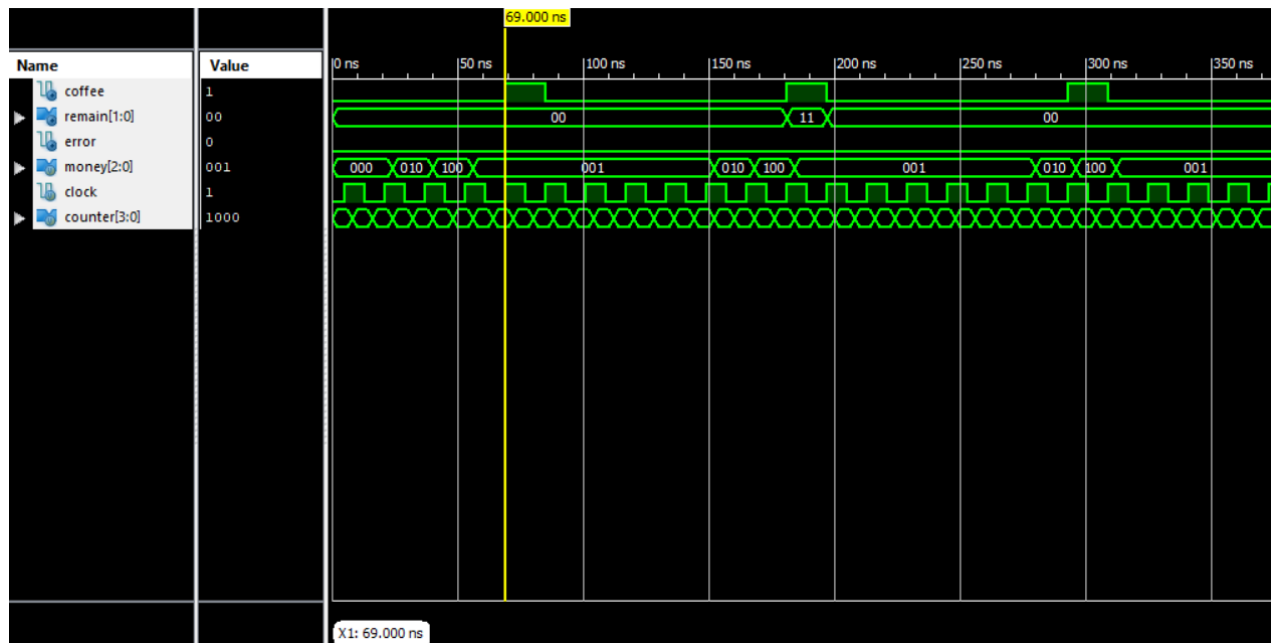 69.000 ns
Name Value 0 ns 50 ns 100 ns 150 ns 200 ns 250 ns 300 ns 350 ns
coffee 1
remain[1:0] 00 00 11 00
error 0
money[2:0] 001 000 010 100 001 010 100 001 010 100 001
clock 1
counter[3:0] 1000
X1: 69.000 ns